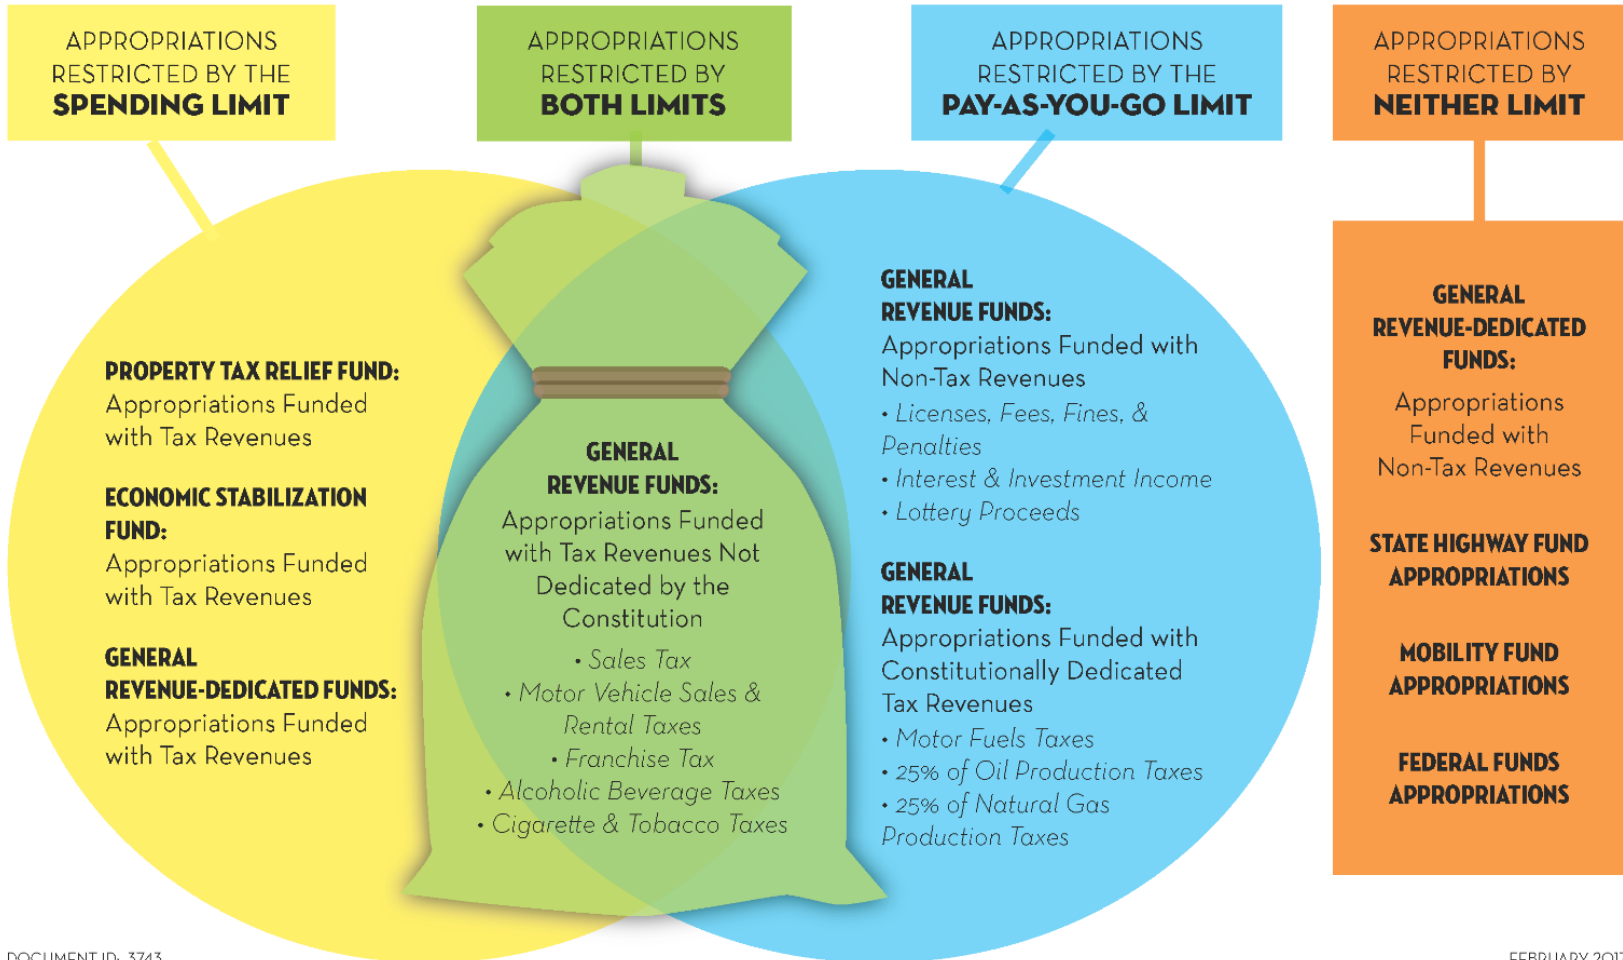 APPROPRIATIONS
RESTRICTED BY THE
SPENDING LIMIT
APPROPRIATIONS
RESTRICTED BY
BOTH LIMITS
APPROPRIATIONS
RESTRICTED BY THE
PAY-AS-YOU-GO LIMIT
APPROPRIATIONS
RESTRICTED BY
NEITHER LIMIT
PROPERTY TAX RELIEF FUND:
Appropriations Funded
with Tax Revenues
ECONOMIC STABILIZATION
FUND:
Appropriations Funded
with Tax Revenues
GENERAL
REVENUE-DEDICATED FUNDS:
Appropriations Funded
with Tax Revenues
GENERAL
REVENUE FUNDS:
Appropriations Funded
with Tax Revenues Not
Dedicated by the
Constitution
• Sales Tax
• Motor Vehicle Sales &
Rental Taxes
• Franchise Tax
• Alcoholic Beverage Taxes
• Cigarette & Tobacco Taxes
GENERAL
REVENUE FUNDS:
Appropriations Funded with
Non-Tax Revenues
• Licenses, Fees, Fines, &
Penalties
• Interest & Investment Income
• Lottery Proceeds
GENERAL
REVENUE FUNDS:
Appropriations Funded with
Constitutionally Dedicated
Tax Revenues
• Motor Fuels Taxes
• 25% of Oil Production Taxes
• 25% of Natural Gas
Production Taxes
GENERAL
REVENUE-DEDICATED
FUNDS:
Appropriations
Funded with
Non-Tax Revenues
STATE HIGHWAY FUND
APPROPRIATIONS
MOBILITY FUND
APPROPRIATIONS
FEDERAL FUNDS
APPROPRIATIONS
DOCUMENT ID: 3743
FEBRUARY